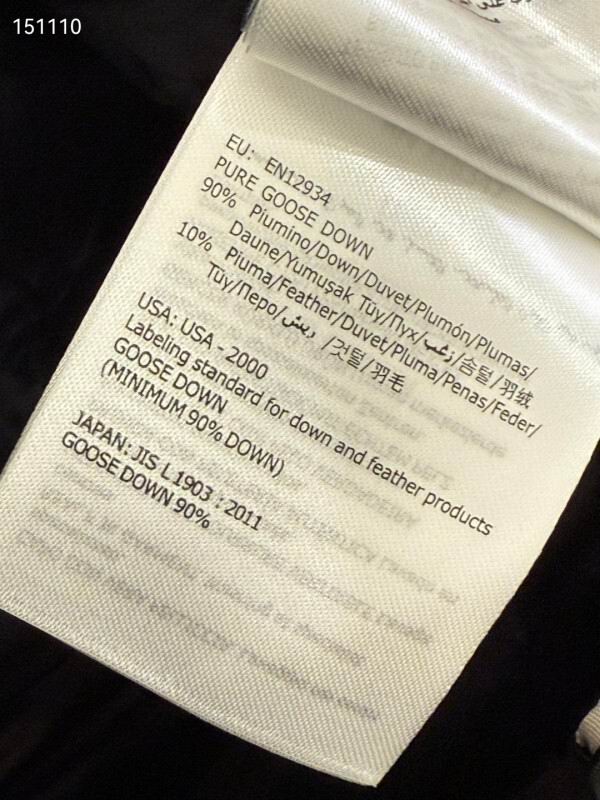 151110
EU: EN12934
PURE GOOSE DOWN
90% Piumino/Down/Duvet/Plumón/Plumas/
Daune/Yumuşak Tüy/Пух/زغب/솜털/羽绒
10% Piuma/Feather/Duvet/Pluma/Penas/Feder/
Tüy/Перо/ريش/깃털/羽毛
USA: USA - 2000
Labeling standard for down and feather products
GOOSE DOWN
(MINIMUM 90% DOWN)
JAPAN: JIS L 1903 : 2011
GOOSE DOWN 90%